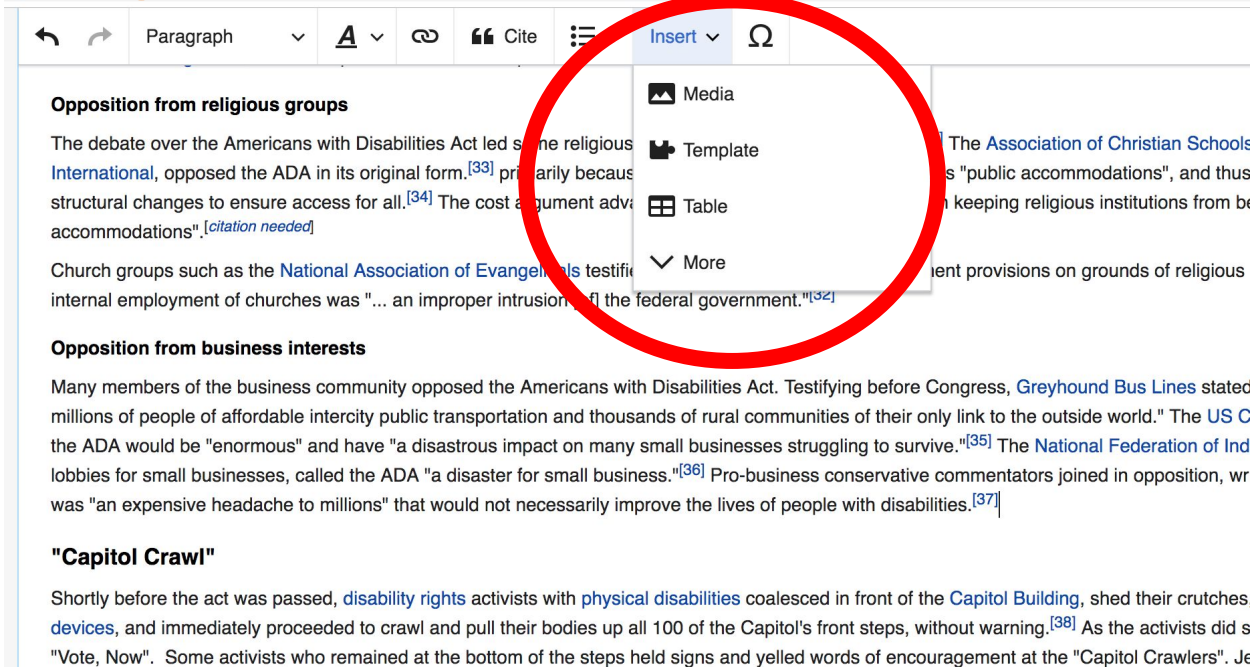 Paragraph A Cite Insert Ω
Media
Template
Table
More
Opposition from religious groups
The debate over the Americans with Disabilities Act led some religious The Association of Christian Schools
International, opposed the ADA in its original form.[33] primarily because "public accommodations", and thus
structural changes to ensure access for all.[34] The cost argument keeping religious institutions from
accommodations".[citation needed]
Church groups such as the National Association of Evangelicals provisions on grounds of religious
internal employment of churches was "... an improper intrusion [of] the federal government."[32]
Opposition from business interests
Many members of the business community opposed the Americans with Disabilities Act. Testifying before Congress, Greyhound Bus Lines stated
millions of people of affordable intercity public transportation and thousands of rural communities of their only link to the outside world." The US
the ADA would be "enormous" and have "a disastrous impact on many small businesses struggling to survive."[35] The National Federation of
lobbies for small businesses, called the ADA "a disaster for small business."[36] Pro-business conservative commentators joined in opposition,
was "an expensive headache to millions" that would not necessarily improve the lives of people with disabilities.[37]
"Capitol Crawl"
Shortly before the act was passed, disability rights activists with physical disabilities coalesced in front of the Capitol Building, shed their crutches,
devices, and immediately proceeded to crawl and pull their bodies up all 100 of the Capitol's front steps, without warning.[38] As the activists did
"Vote, Now". Some activists who remained at the bottom of the steps held signs and yelled words of encouragement at the "Capitol Crawlers".